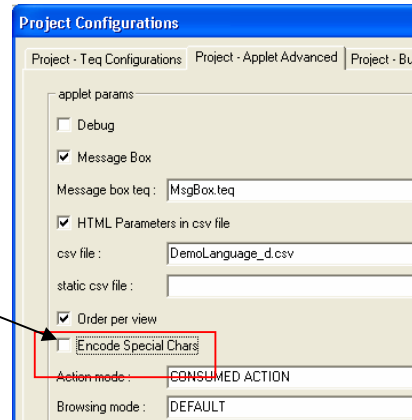 Project Configurations
Project - Teq Configurations Project - Applet Advanced Project - Bu
applet params
Debug
Message Box
Message box teq : MsgBox.teq
HTML Parameters in csv file
csv file : DemoLanguage_d.csv
static csv file :
Order per view
Encode Special Chars
Action mode : CONSUMED ACTION
Browsing mode : DEFAULT